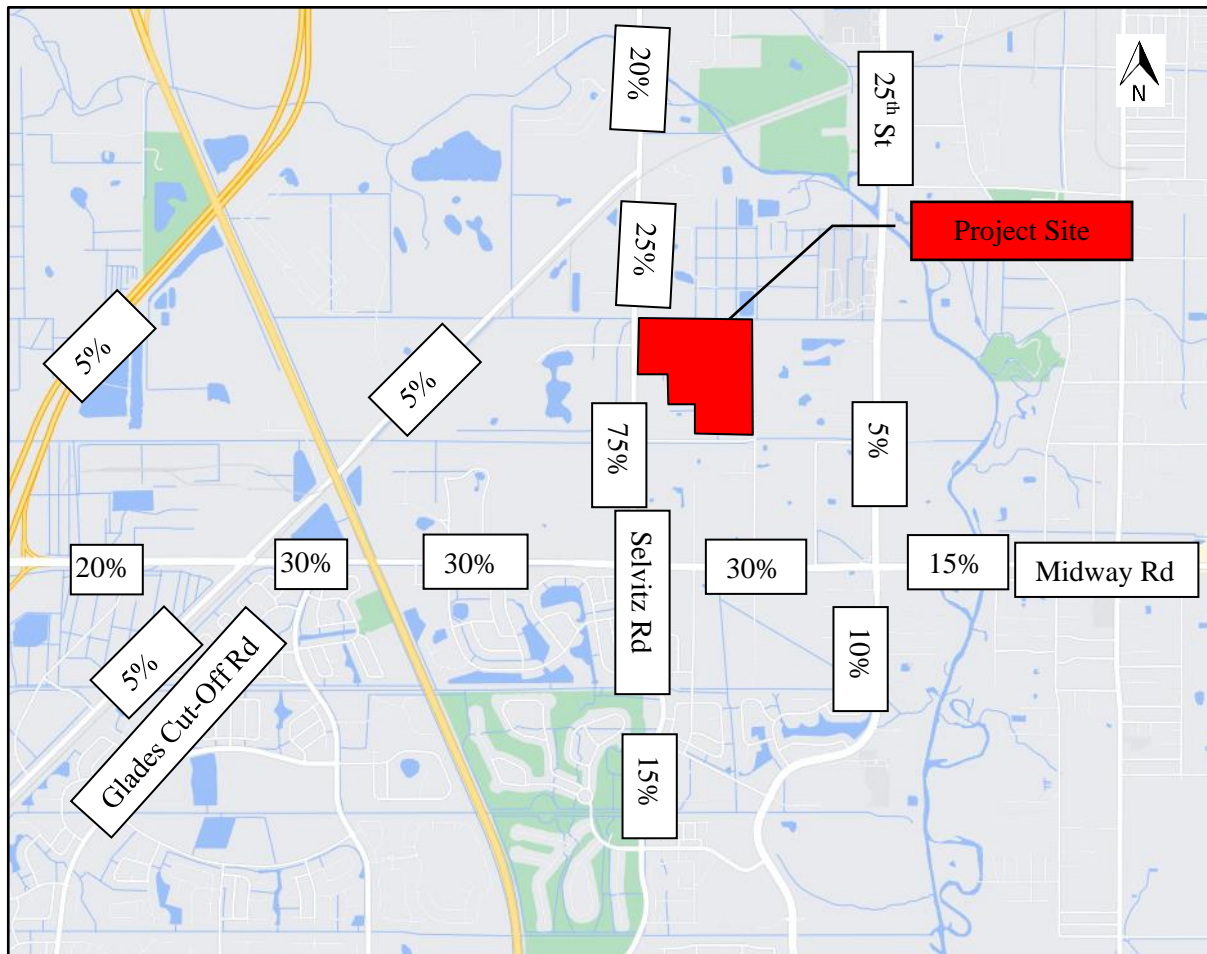 20%
25th St
N
Project Site
25%
5%
5%
75%
5%
20%
30%
30%
Selvitz Rd
30%
15%
Midway Rd
5%
Glades Cut-Off Rd
10%
15%